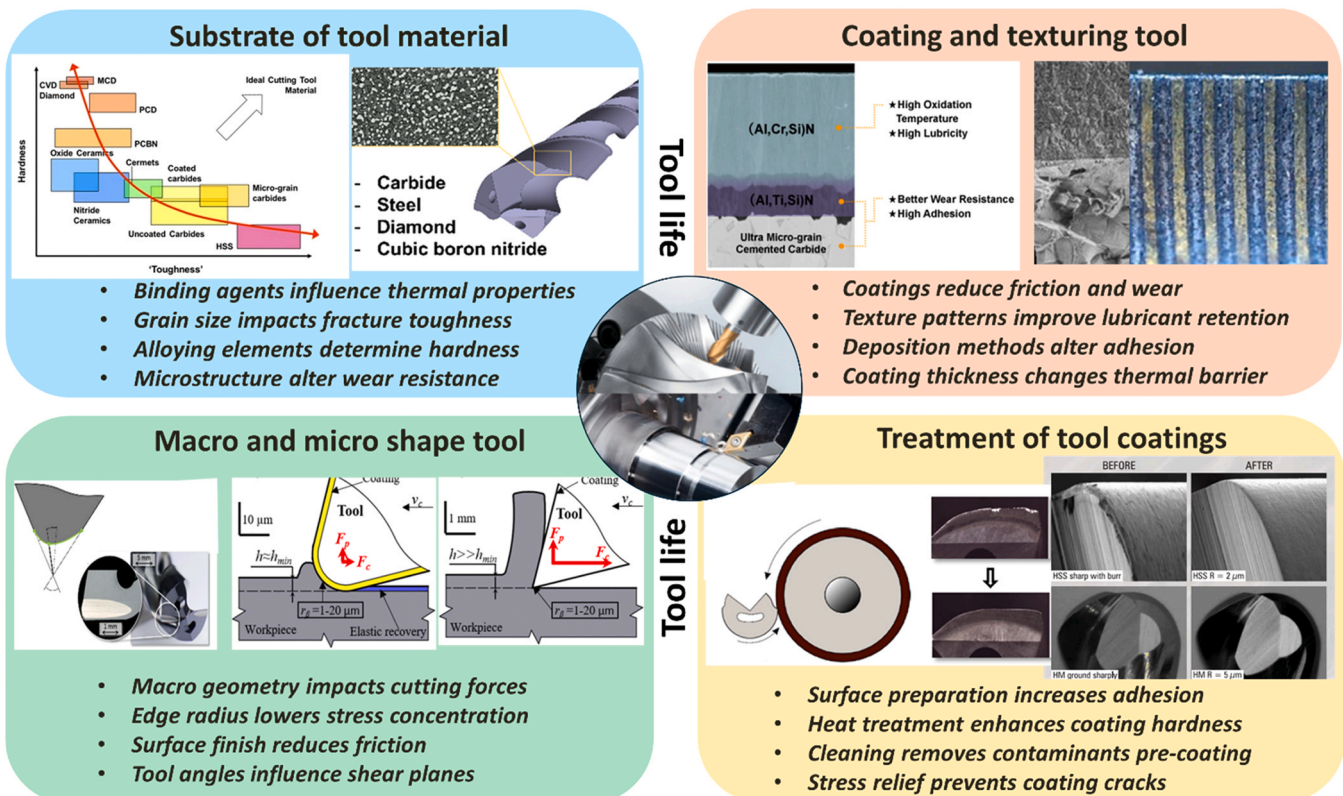 Substrate of tool material
Hardness
CVD
Diamond
MCD
PCD
PCBN
Oxide Ceramics
Cermets
Coated
carbides
Micro-grain
carbides
Nitride
Ceramics
Uncoated Carbides
HSS
'Toughness'
Ideal Cutting Tool
Material
- Carbide
- Steel
- Diamond
- Cubic boron nitride
• Binding agents influence thermal properties
• Grain size impacts fracture toughness
• Alloying elements determine hardness
• Microstructure alter wear resistance
Tool life
Coating and texturing tool
(Al,Cr,Si)N
(Al,Ti,Si)N
Ultra Micro-grain
Cemented Carbide
★High Oxidation
Temperature
★High Lubricity
★Better Wear Resistance
★High Adhesion
• Coatings reduce friction and wear
• Texture patterns improve lubricant retention
• Deposition methods alter adhesion
• Coating thickness changes thermal barrier
Macro and micro shape tool
1 mm
5 mm
10 µm
Coating
Tool
vc
Fp
Fc
h≈hmin
rβ=1-20 µm
Workpiece
Elastic recovery
1 mm
Coating
Tool
vc
Fp
Fc
h>>hmin
rβ=1-20 µm
Workpiece
• Macro geometry impacts cutting forces
• Edge radius lowers stress concentration
• Surface finish reduces friction
• Tool angles influence shear planes
Tool life
Treatment of tool coatings
BEFORE
AFTER
HSS sharp with burr
HSS R = 2 µm
HM ground sharply
HM R = 5 µm
• Surface preparation increases adhesion
• Heat treatment enhances coating hardness
• Cleaning removes contaminants pre-coating
• Stress relief prevents coating cracks